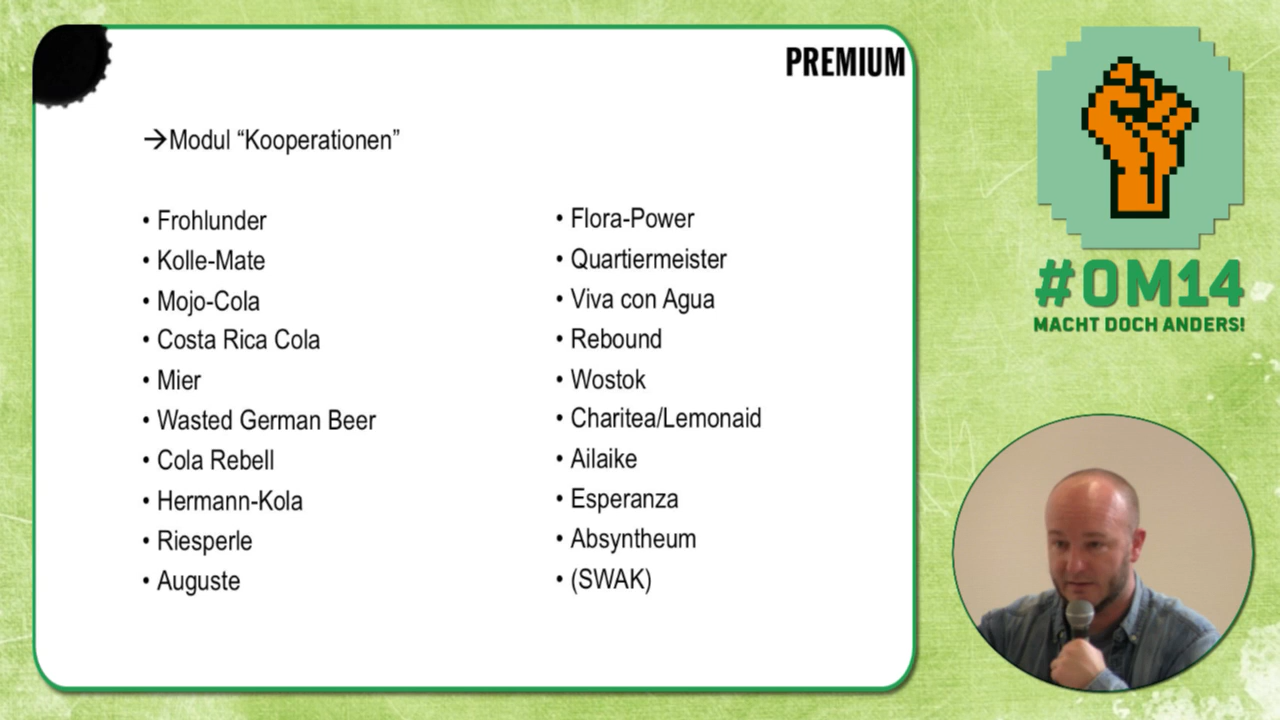 PREMIUM
→Modul “Kooperationen”
• Frohlunder
• Kolle-Mate
• Mojo-Cola
• Costa Rica Cola
• Mier
• Wasted German Beer
• Cola Rebell
• Hermann-Kola
• Riesperle
• Auguste
• Flora-Power
• Quartiermeister
• Viva con Agua
• Rebound
• Wostok
• Charitea/Lemonaid
• Ailaike
• Esperanza
• Absyntheum
• (SWAK)
#OM14
MACHT DOCH ANDERS!